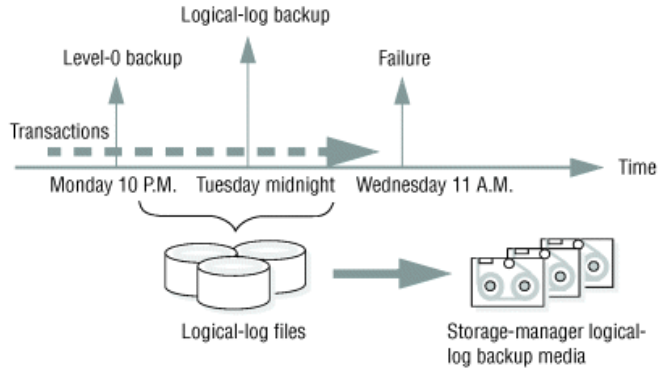 Logical-log backup
Level-0 backup
Failure
Transactions
Time
Monday 10 P.M.
Tuesday midnight
Wednesday 11 A.M.
Logical-log files
Storage-manager logical-
log backup media